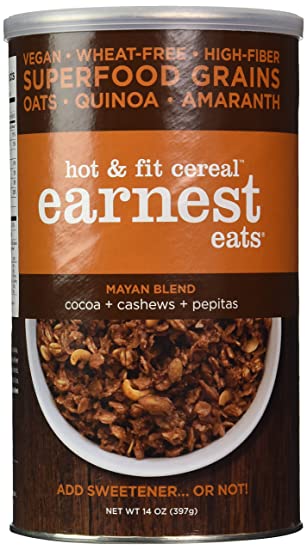 VEGAN • WHEAT-FREE • HIGH-FIBER
SUPERFOOD GRAINS
OATS • QUINOA • AMARANTH
hot & fit cereal™
earnest
eats®
MAYAN BLEND
cocoa + cashews + pepitas
ADD SWEETENER... OR NOT!
NET WT 14 OZ (397g)